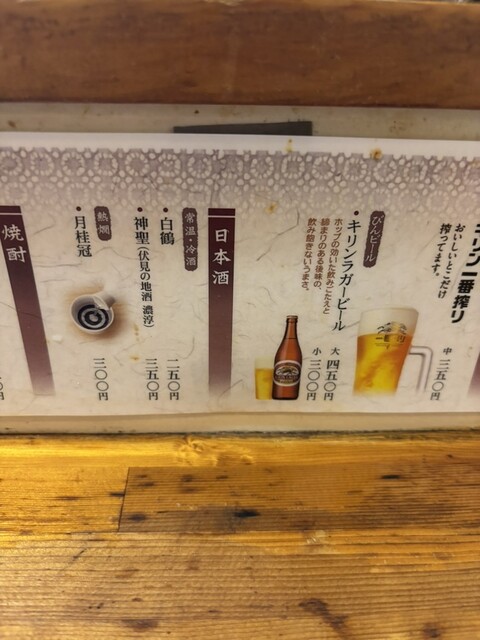 キリン一番搾り
おいしいとこだけ
搾ってます。
中 三五〇円
びんビール
・キリンラガービール
ホップの効いた飲みごたえと
締まりのある後味の、
飲み飽きないうまさ。
大 四五〇円
小 三〇〇円
日本酒
常温・冷酒
・白鶴
二五〇円
・神聖(伏見の地酒 濃淳)
三五〇円
熱燗
・月桂冠
三〇〇円
焼酎
〇円